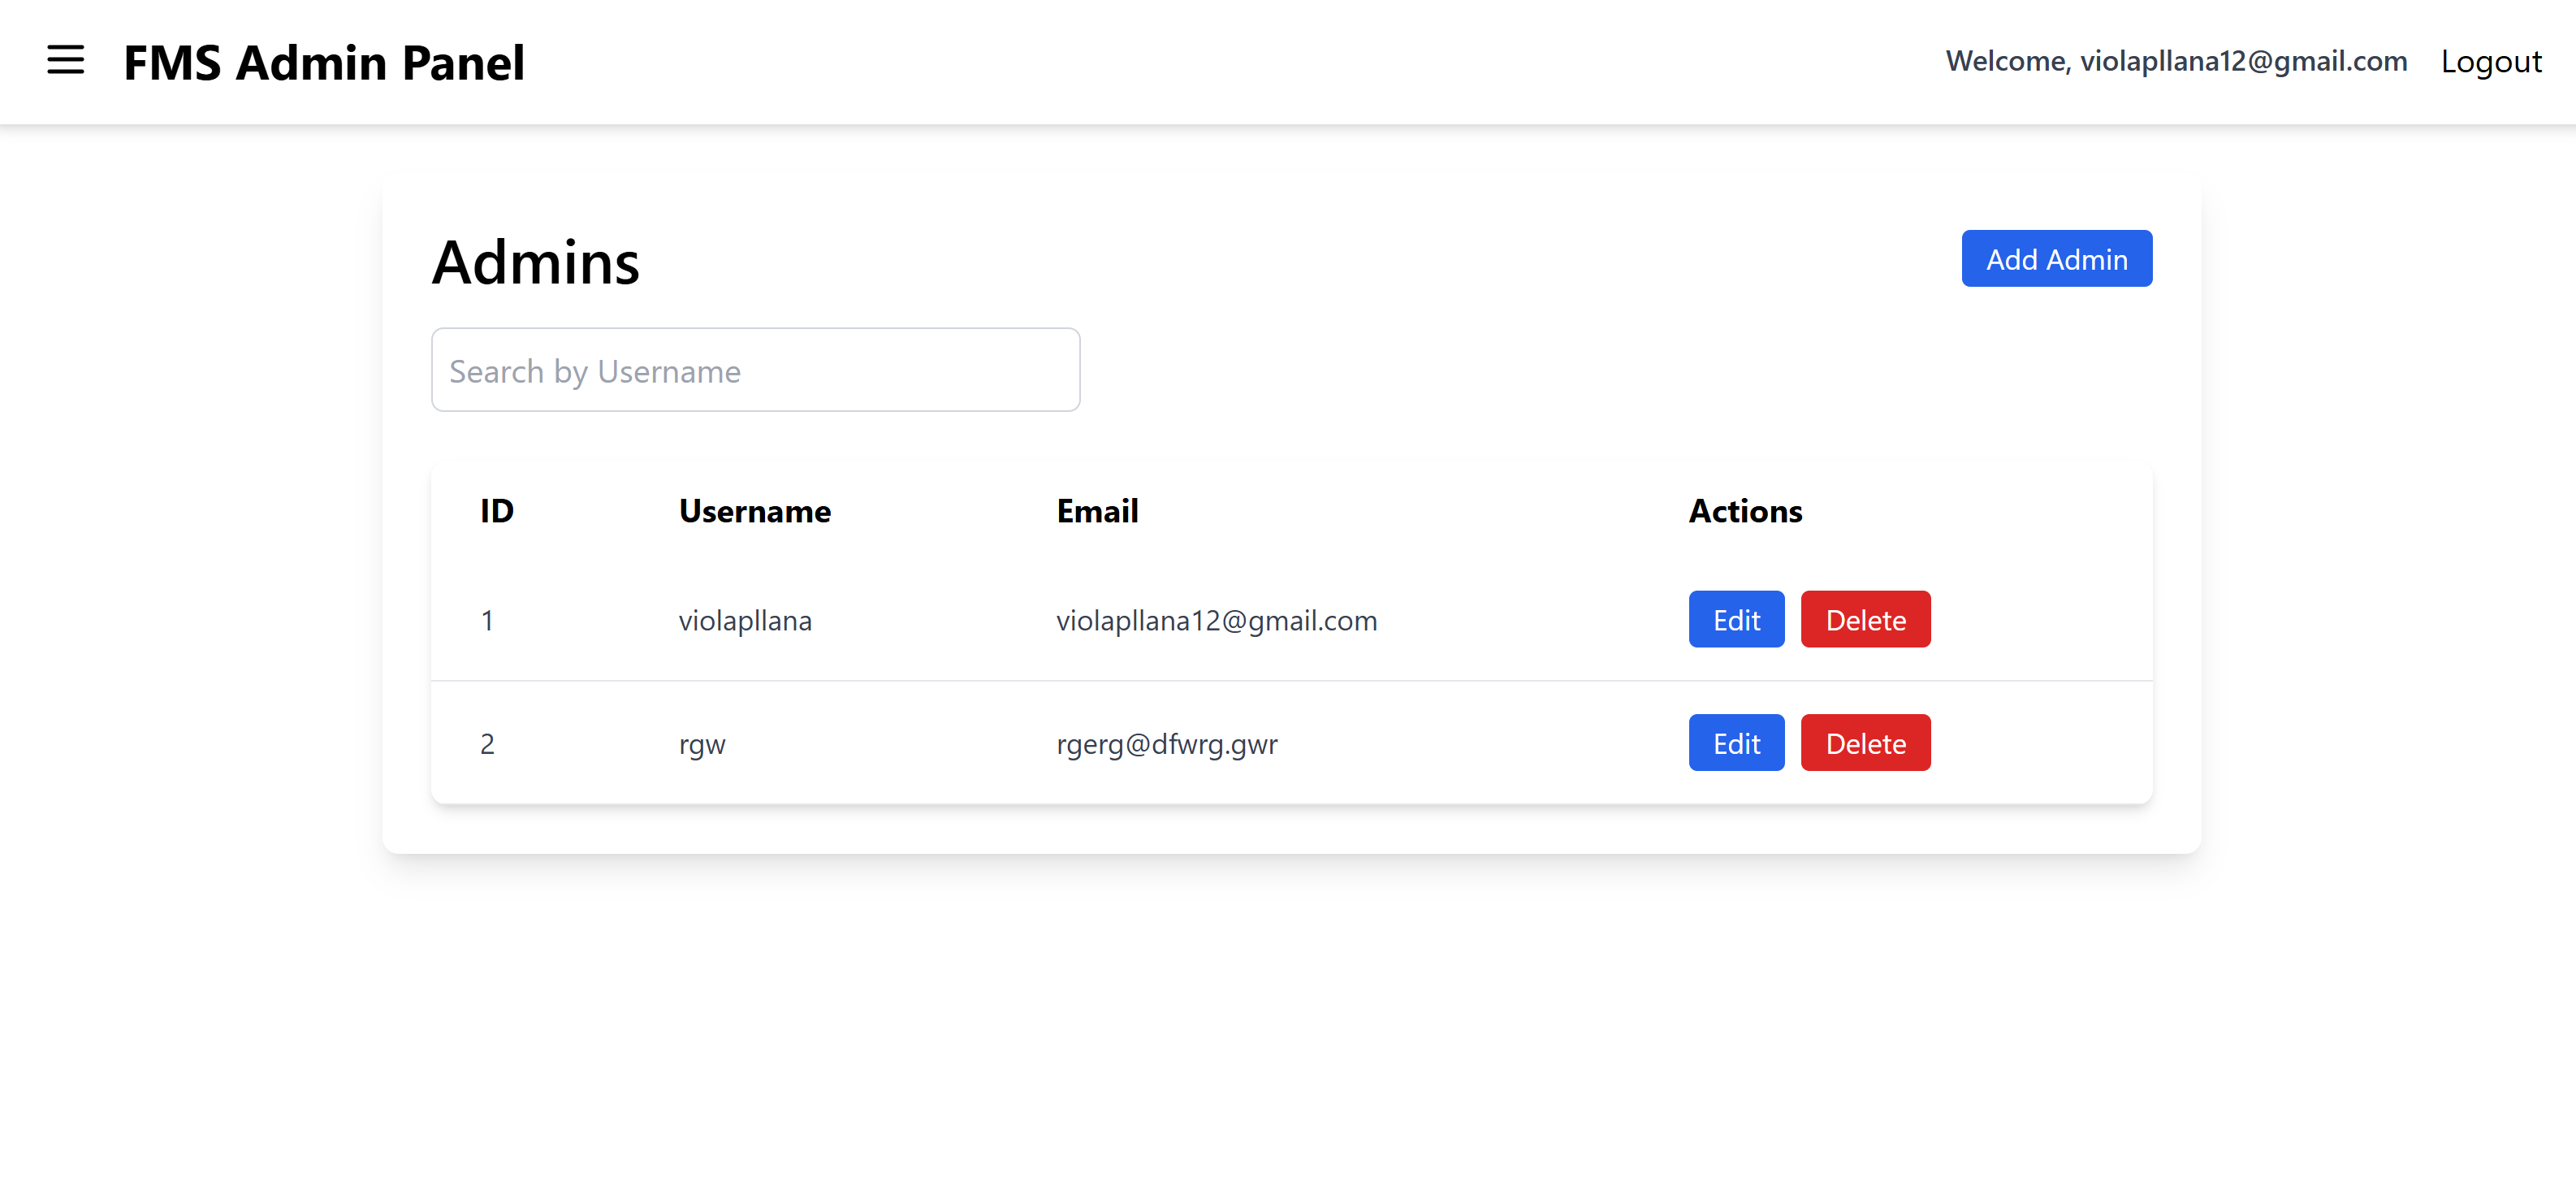 FMS Admin Panel
Welcome, violapllana12@gmail.com Logout
Admins
Add Admin
Search by Username
ID Username Email Actions
1 violapllana violapllana12@gmail.com Edit Delete
2 rgw rgerg@dfwrg.gwr Edit Delete